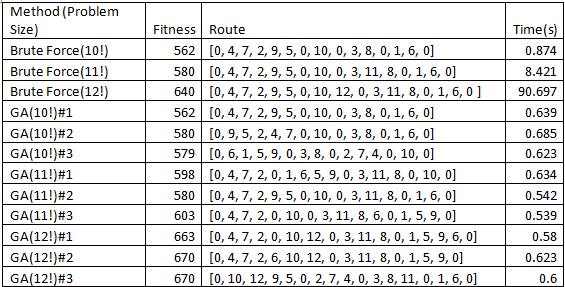 Method (Problem Size) Fitness Route Time(s)
Brute Force(10!) 562 [0, 4, 7, 2, 9, 5, 0, 10, 0, 3, 8, 0, 1, 6, 0] 0.874
Brute Force(11!) 580 [0, 4, 7, 2, 9, 5, 0, 10, 0, 3, 11, 8, 0, 1, 6, 0] 8.421
Brute Force(12!) 640 [0, 4, 7, 2, 9, 5, 0, 10, 12, 0, 3, 11, 8, 0, 1, 6, 0 ] 90.697
GA(10!)#1 562 [0, 4, 7, 2, 9, 5, 0, 10, 0, 3, 8, 0, 1, 6, 0] 0.639
GA(10!)#2 580 [0, 9, 5, 2, 4, 7, 0, 10, 0, 3, 8, 0, 1, 6, 0] 0.685
GA(10!)#3 579 [0, 6, 1, 5, 9, 0, 3, 8, 0, 2, 7, 4, 0, 10, 0] 0.623
GA(11!)#1 598 [0, 4, 7, 2, 0, 1, 6, 5, 9, 0, 3, 11, 8, 0, 10, 0] 0.634
GA(11!)#2 580 [0, 4, 7, 2, 9, 5, 0, 10, 0, 3, 11, 8, 0, 1, 6, 0] 0.542
GA(11!)#3 603 [0, 4, 7, 2, 0, 10, 0, 3, 11, 8, 6, 0, 1, 5, 9, 0] 0.539
GA(12!)#1 663 [0, 4, 7, 2, 0, 10, 12, 0, 3, 11, 8, 0, 1, 5, 9, 6, 0] 0.58
GA(12!)#2 670 [0, 4, 7, 2, 6, 10, 12, 0, 3, 11, 8, 0, 1, 5, 9, 0] 0.623
GA(12!)#3 670 [0, 10, 12, 9, 5, 0, 2, 7, 4, 0, 3, 8, 11, 0, 1, 6, 0] 0.6